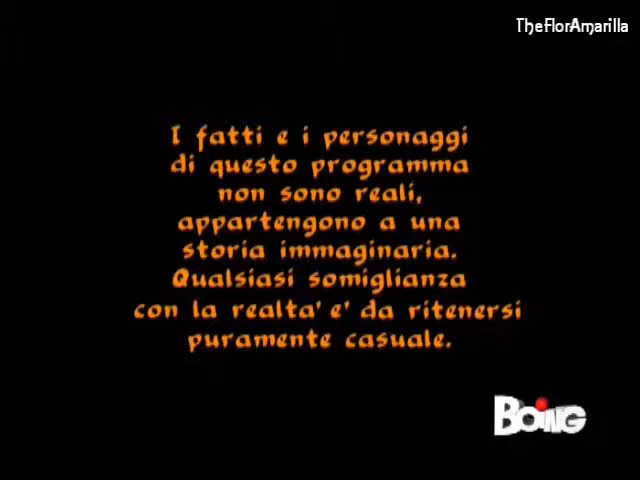 TheFlorAmarilla
I fatti e i personaggi
di questo programma
non sono reali,
appartengono a una
storia immaginaria.
Qualsiasi somiglianza
con la realta' e' da ritenersi
puramente casuale.
BOING